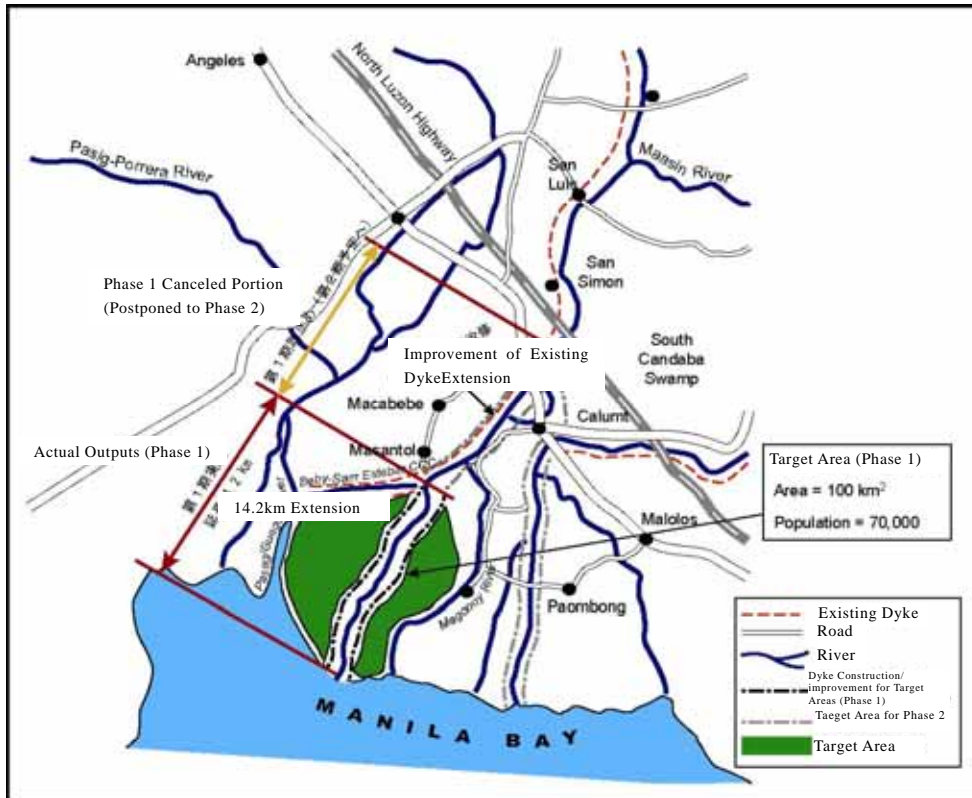 Angeles
North Luzon Highway
Pasig-Porrera River
San
Luis
Massin River
San
Simon
Phase 1 Canceled Portion
(Postponed to Phase 2)
Improvement of Existing
DykeExtension
South
Candaba
Swamp
Macabebe
Calumt
Actual Outputs (Phase 1)
Masantol
14.2km Extension
Target Area (Phase 1)
Area = 100 km²
Population = 70,000
Malolos
Paombong
River
MANILA BAY
Existing Dyke
Road
River
Dyke Construction/
improvement for Target
Areas (Phase 1)
Taeget Area for Phase 2
Target Area